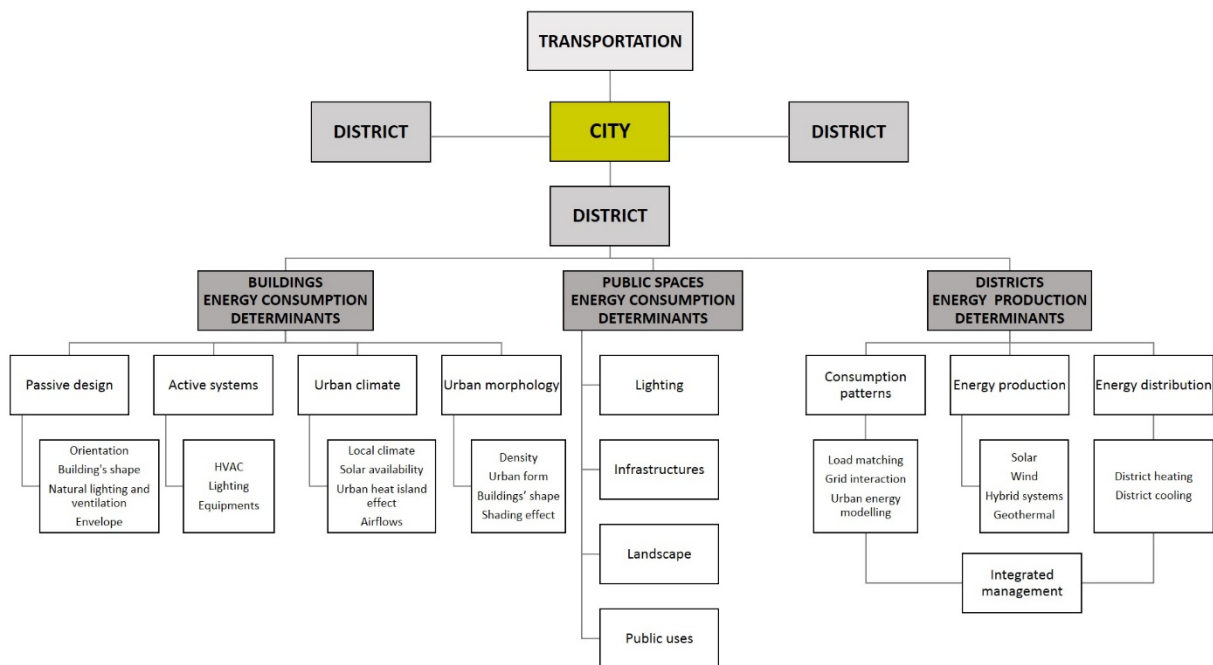 TRANSPORTATION
DISTRICT
CITY
DISTRICT
DISTRICT
BUILDINGS
ENERGY CONSUMPTION
DETERMINANTS
PUBLIC SPACES
ENERGY CONSUMPTION
DETERMINANTS
DISTRICTS
ENERGY PRODUCTION
DETERMINANTS
Passive design
Active systems
Urban climate
Urban morphology
Lighting
Consumption
patterns
Energy production
Energy distribution
Orientation
Building's shape
Natural lighting and
ventilation
Envelope
HVAC
Lighting
Equipments
Local climate
Solar availability
Urban heat island
effect
Airflows
Density
Urban form
Buildings' shape
Shading effect
Infrastructures
Load matching
Grid interaction
Urban energy
modelling
Solar
Wind
Hybrid systems
Geothermal
District heating
District cooling
Landscape
Integrated
management
Public uses